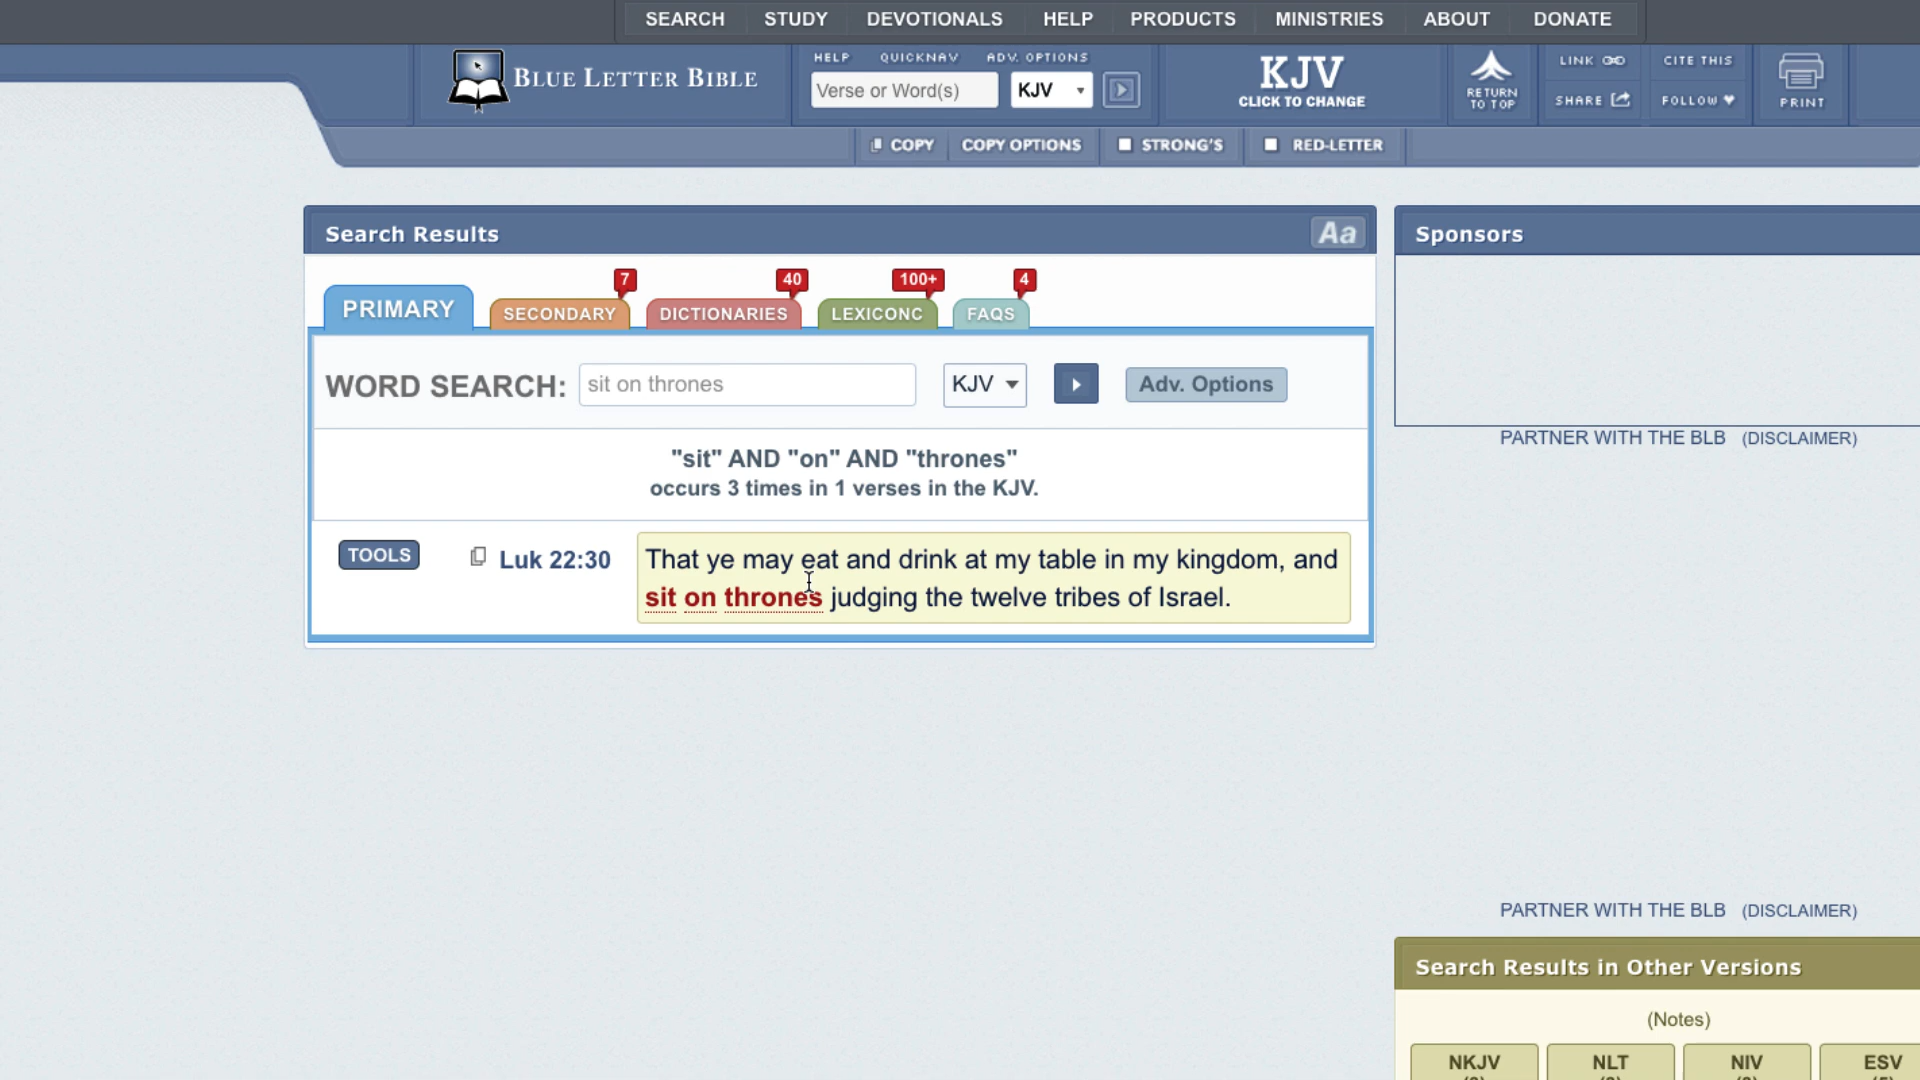 SEARCH STUDY DEVOTIONALS HELP PRODUCTS MINISTRIES ABOUT DONATE
BLUE LETTER BIBLE
HELP QUICKNAV ADV. OPTIONS
Verse or Word(s) KJV
KJV
CLICK TO CHANGE
RETURN
TO TOP
LINK
SHARE
CITE THIS
FOLLOW
PRINT
COPY COPY OPTIONS STRONG'S RED-LETTER
Search Results Aa
7 40 100+ 4
PRIMARY SECONDARY DICTIONARIES LEXICONC FAQS
WORD SEARCH: sit on thrones KJV Adv. Options
"sit" AND "on" AND "thrones"
occurs 3 times in 1 verses in the KJV.
TOOLS Luk 22:30 That ye may eat and drink at my table in my kingdom, and
sit on thrones judging the twelve tribes of Israel.
Sponsors
PARTNER WITH THE BLB (DISCLAIMER)
PARTNER WITH THE BLB (DISCLAIMER)
Search Results in Other Versions
(Notes)
NKJV NLT NIV ESV